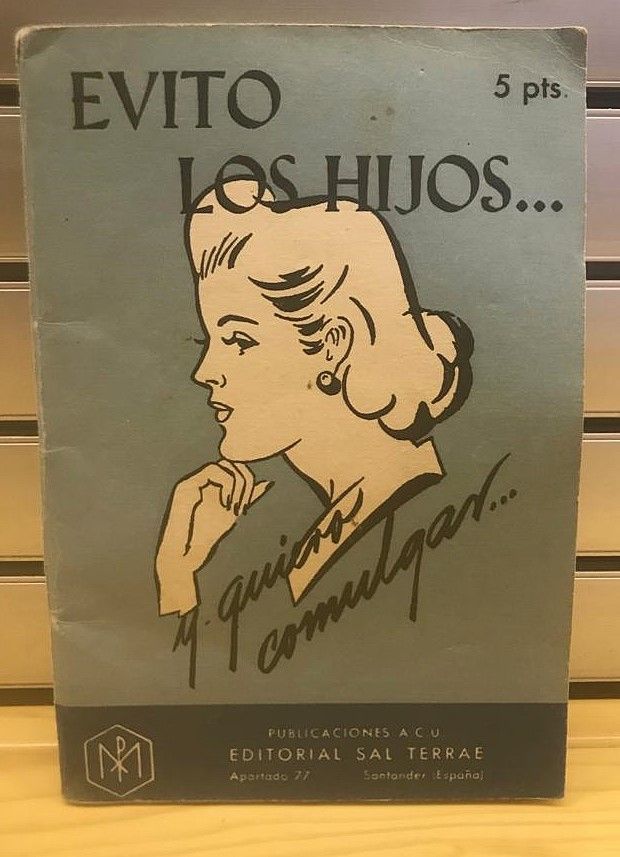 EVITO
5 pts.
LOS HIJOS...
y quiero
comulgar...
PUBLICACIONES A C U
EDITORIAL SAL TERRAE
Apartado 77 Santander (España)